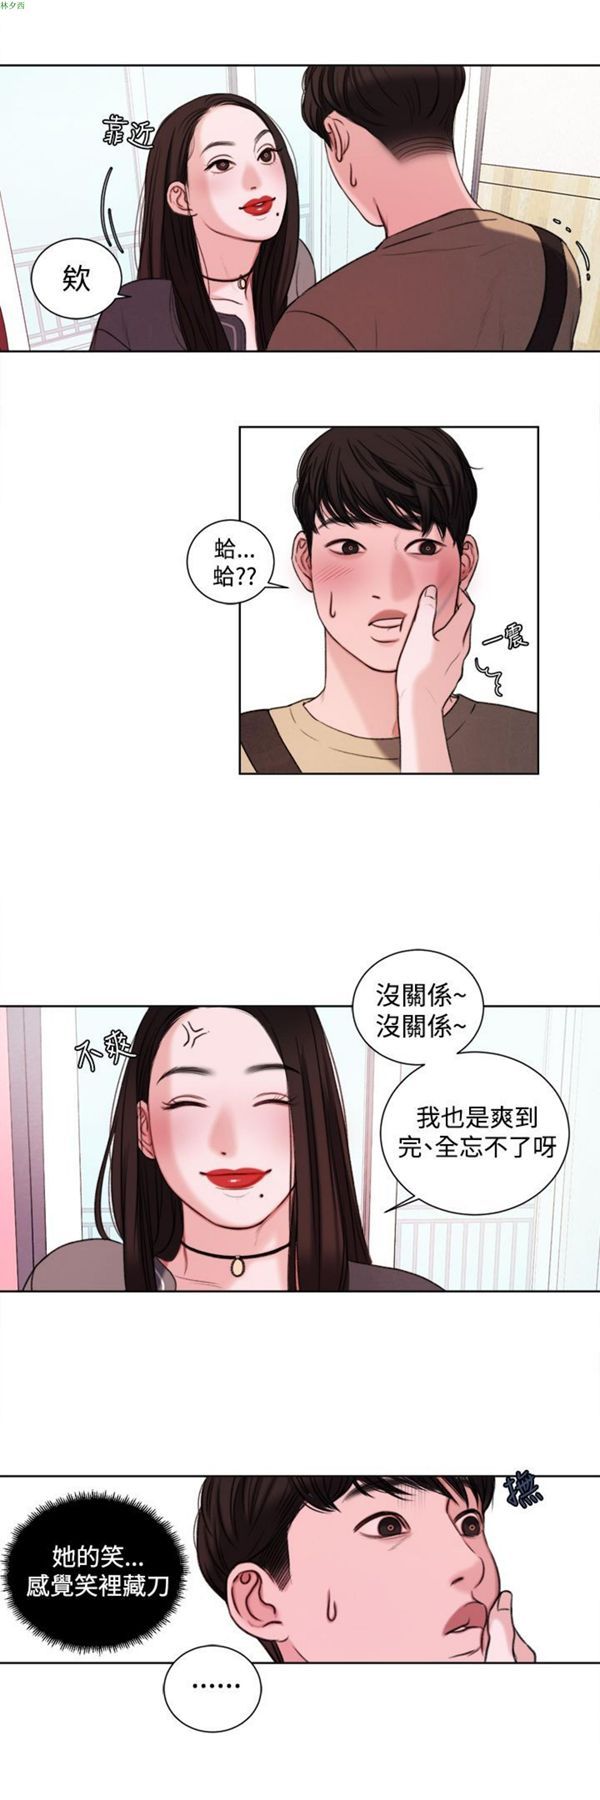 林夕西
靠近
欸
蛤...
蛤??
一震
沒關係~
沒關係~
不爽
我也是爽到
完、全忘不了呀
撫
她的笑...
感覺笑裡藏刀
⋯⋯